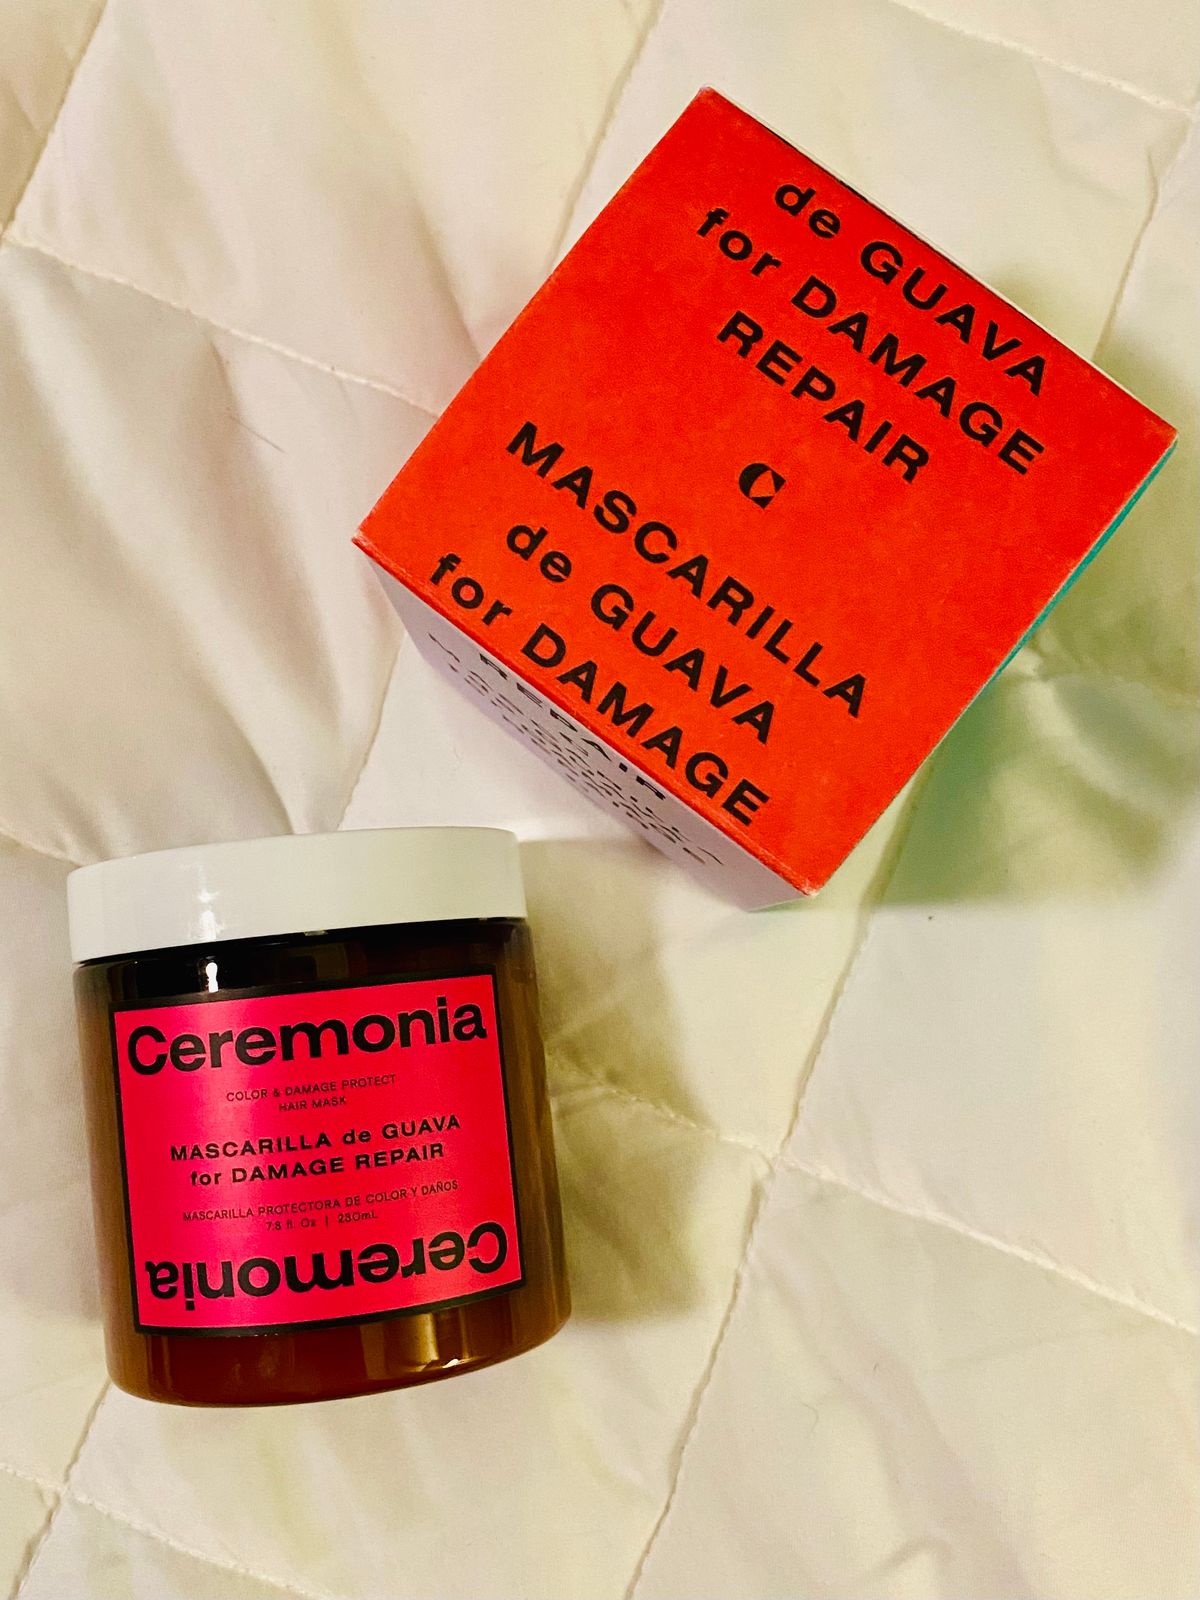 de GUAVA
for DAMAGE
REPAIR
C
MASCARILLA
de GUAVA
for DAMAGE
REPAIR
Ceremonia
COLOR & DAMAGE PROTECT
HAIR MASK
MASCARILLA de GUAVA
for DAMAGE REPAIR
MASCARILLA PROTECTORA DE COLOR Y DAÑOS
7.8 fl. Oz | 230mL
Ceremonia